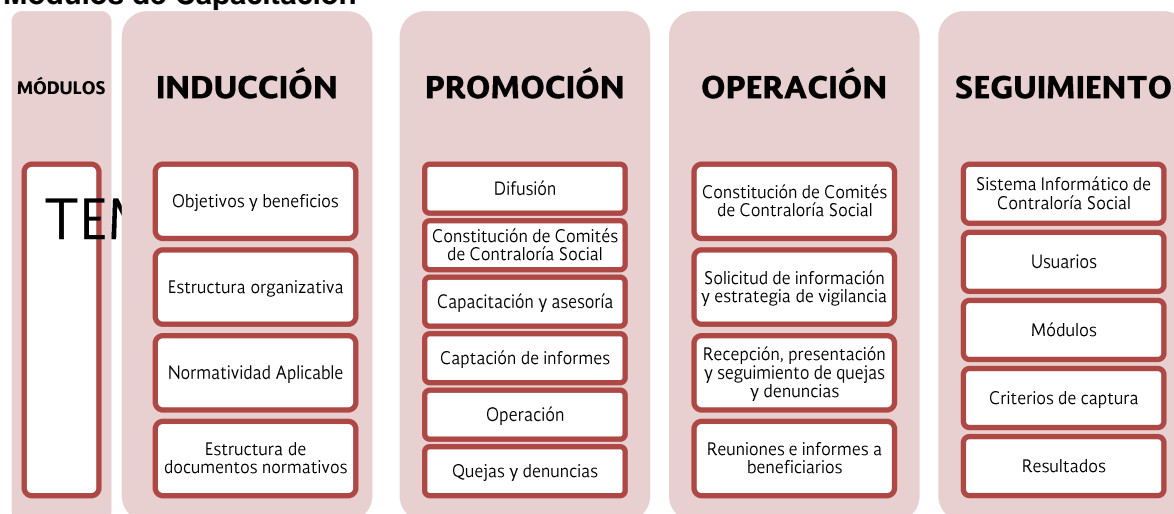 Módulos de Capacitación
MÓDULOS
TEM
INDUCCIÓN
Objetivos y beneficios
Estructura organizativa
Normatividad Aplicable
Estructura de
documentos normativos
PROMOCIÓN
Difusión
Constitución de Comités
de Contraloría Social
Capacitación y asesoría
Captación de informes
Operación
Quejas y denuncias
OPERACIÓN
Constitución de Comités
de Contraloría Social
Solicitud de información
y estrategia de vigilancia
Recepción, presentación
y seguimiento de quejas
y denuncias
Reuniones e informes a
beneficiarios
SEGUIMIENTO
Sistema Informático de
Contraloría Social
Usuarios
Módulos
Criterios de captura
Resultados